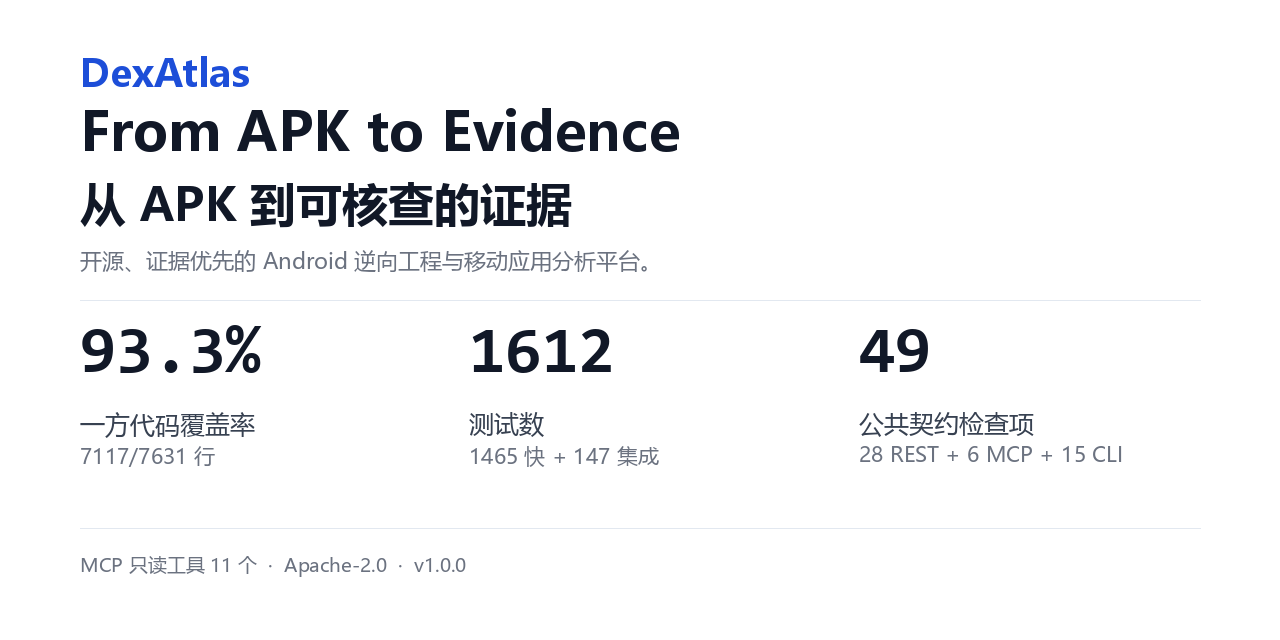 DexAtlas
From APK to Evidence
从 APK 到可核查的证据
开源、证据优先的 Android 逆向工程与移动应用分析平台。
93.3%
1612
49
一方代码覆盖率
测试数
公共契约检查项
7117/7631 行
1465 快 + 147 集成
28 REST + 6 MCP + 15 CLI
MCP 只读工具 11 个 · Apache-2.0 · v1.0.0